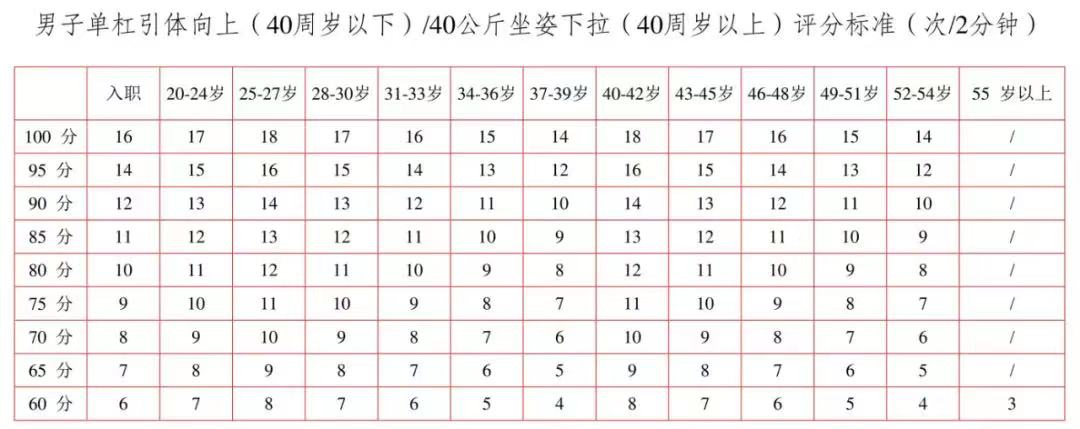 男子单杠引体向上（40周岁以下）/40公斤坐姿下拉（40周岁以上）评分标准（次/2分钟）
入职 20-24岁 25-27岁 28-30岁 31-33岁 34-36岁 37-39岁 40-42岁 43-45岁 46-48岁 49-51岁 52-54岁 55 岁以上
100 分 16 17 18 17 16 15 14 18 17 16 15 14 /
95 分 14 15 16 15 14 13 12 16 15 14 13 12 /
90 分 12 13 14 13 12 11 10 14 13 12 11 10 /
85 分 11 12 13 12 11 10 9 13 12 11 10 9 /
80 分 10 11 12 11 10 9 8 12 11 10 9 8 /
75 分 9 10 11 10 9 8 7 11 10 9 8 7 /
70 分 8 9 10 9 8 7 6 10 9 8 7 6 /
65 分 7 8 9 8 7 6 5 9 8 7 6 5 /
60 分 6 7 8 7 6 5 4 8 7 6 5 4 3